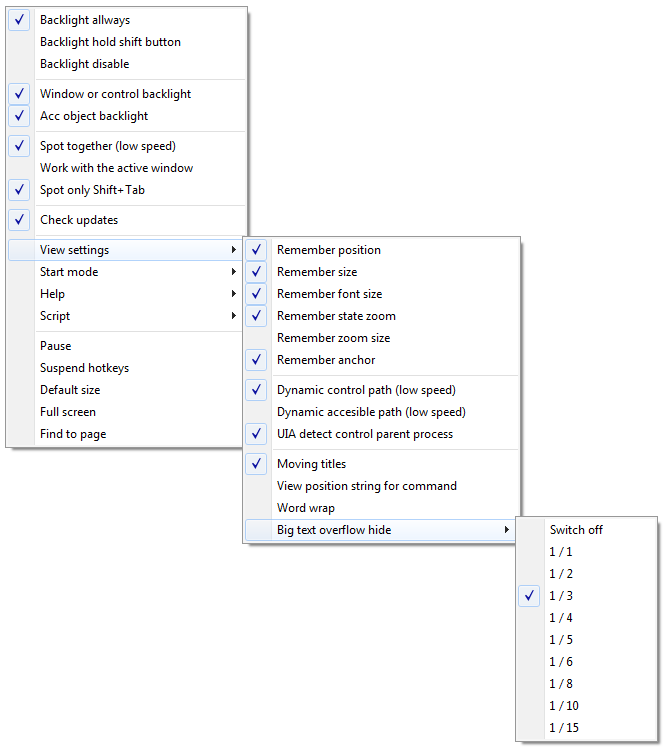 Backlight allways
Backlight hold shift button
Backlight disable
Window or control backlight
Acc object backlight
Spot together (low speed)
Work with the active window
Spot only Shift+Tab
Check updates
View settings
Start mode
Help
Script
Pause
Suspend hotkeys
Default size
Full screen
Find to page
Remember position
Remember size
Remember font size
Remember state zoom
Remember zoom size
Remember anchor
Dynamic control path (low speed)
Dynamic accesible path (low speed)
UIA detect control parent process
Moving titles
View position string for command
Word wrap
Big text overflow hide
Switch off
1 / 1
1 / 2
1 / 3
1 / 4
1 / 5
1 / 6
1 / 8
1 / 10
1 / 15